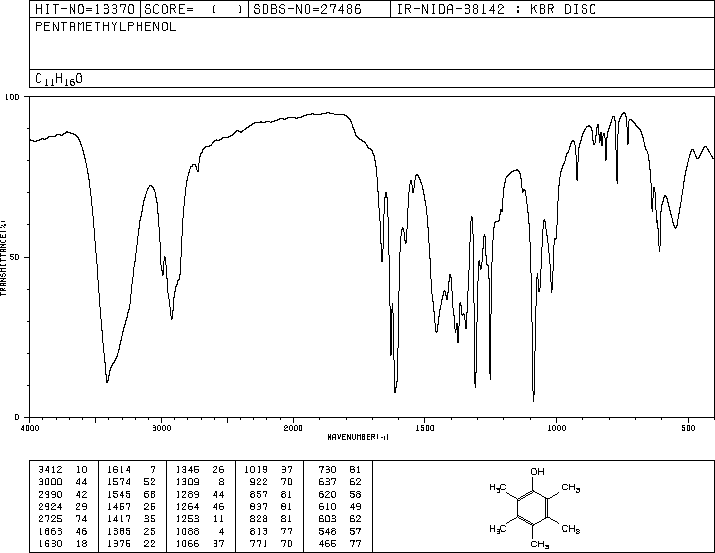 HIT-NO=13370 SCORE= ( ) SDBS-NO=27486 IR-NIDA-38142 : KBR DISC
PENTAMETHYLPHENOL
C11H16O
100
TRANSMITTANCE(%)
50
0
4000 3000 2000 1500 1000 500
WAVENUMBER(-1)
3412 10 1614 7 1346 26 1019 37 730 81
3000 44 1574 52 1309 8 922 70 637 62
2990 42 1545 68 1289 44 857 81 620 58
2924 29 1457 26 1264 46 837 81 610 49
2725 74 1417 35 1253 11 828 81 603 62
1663 46 1385 25 1088 4 813 77 548 57
1630 18 1376 22 1066 37 771 70 466 77
OH
H3C CH3
H3C CH3
CH3